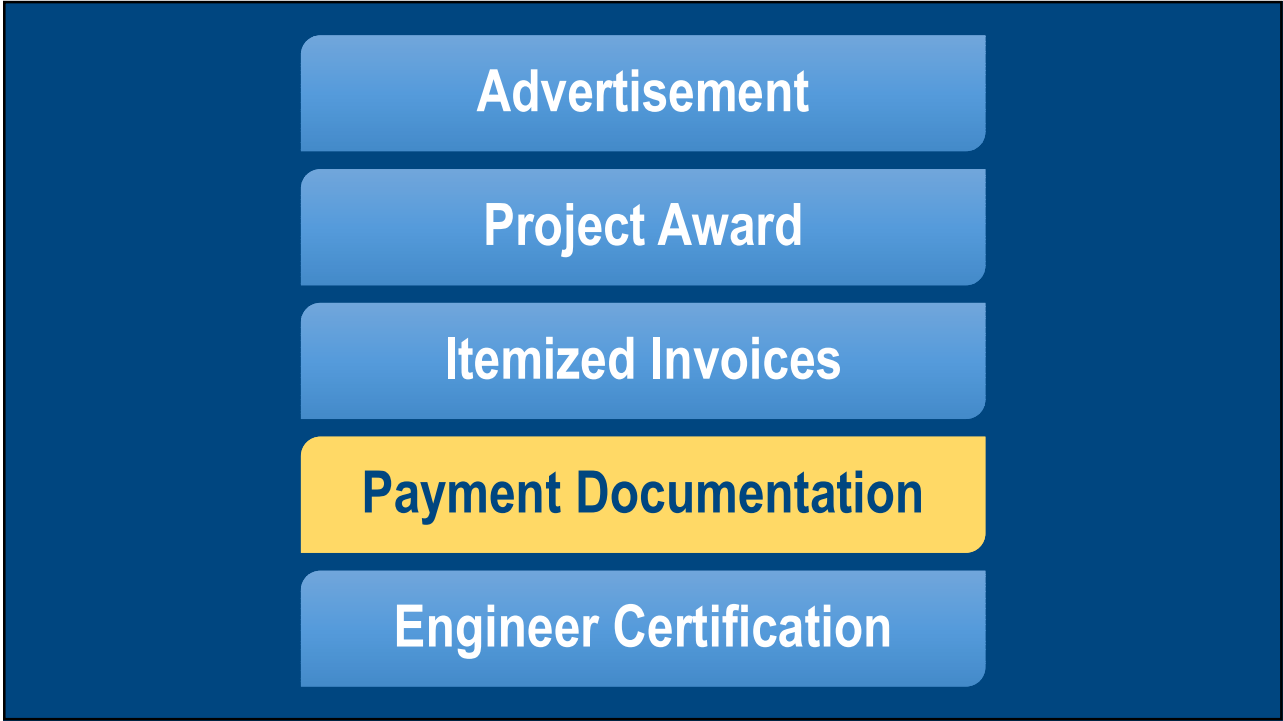 Advertisement
Project Award
Itemized Invoices
Payment Documentation
Engineer Certification